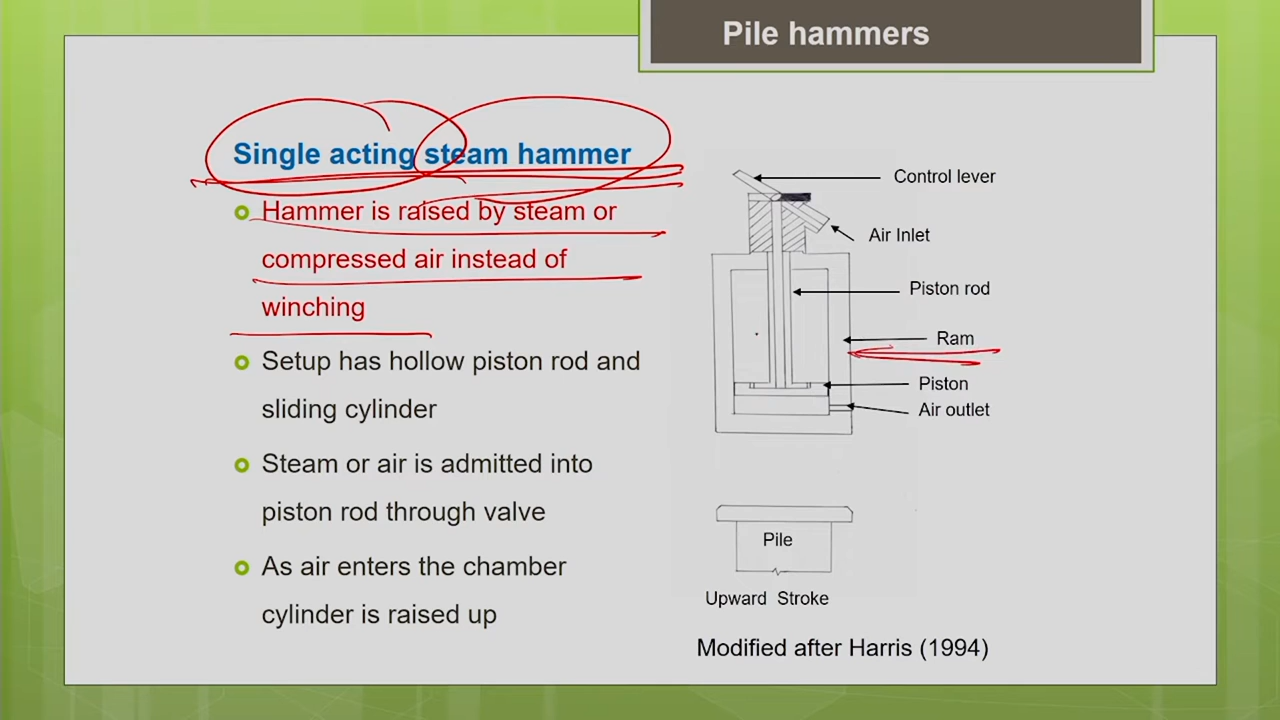 Pile hammers
Single acting steam hammer
Hammer is raised by steam or
compressed air instead of
winching
Setup has hollow piston rod and
sliding cylinder
Steam or air is admitted into
piston rod through valve
As air enters the chamber
cylinder is raised up
Control lever
Air Inlet
Piston rod
Ram
Piston
Air outlet
Pile
Upward Stroke
Modified after Harris (1994)